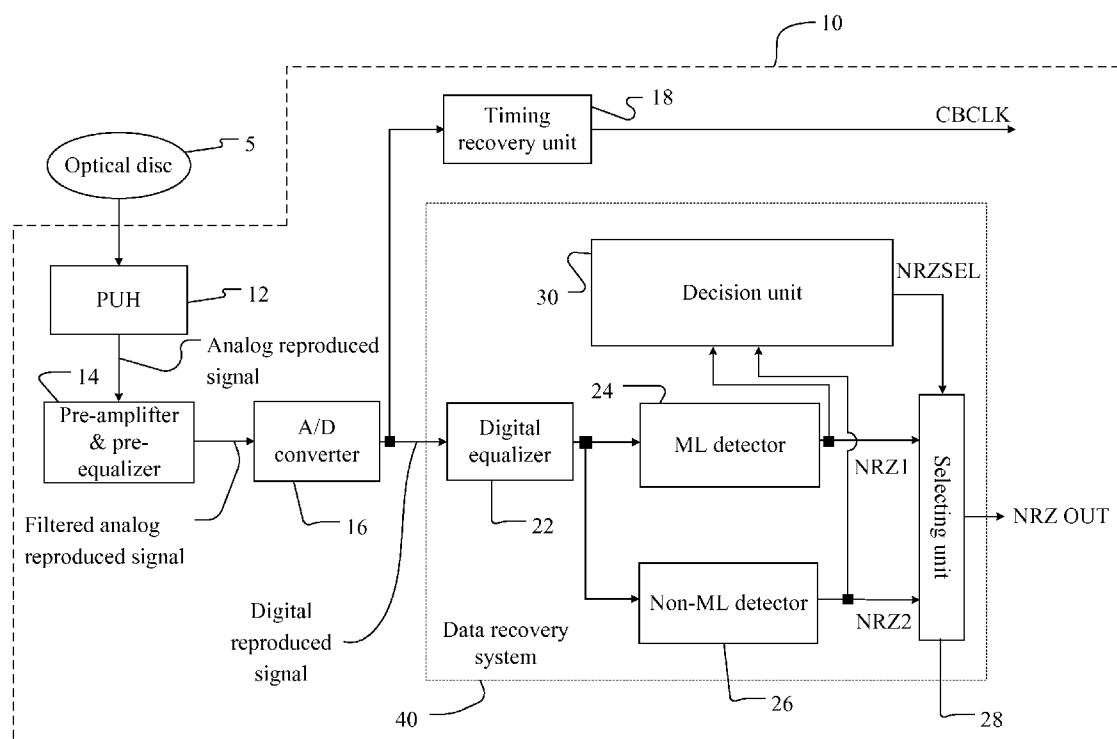 10
18
Timing
recovery unit
CBCLK
5
Optical disc
30
Decision unit
NRZSEL
PUH
12
Analog reproduced
signal
14
24
Pre-amplifter
& pre-
equalizer
A/D
converter
Digital
equalizer
ML detector
NRZ1
Selecting unit
NRZ OUT
Filtered analog
reproduced signal
16
22
Non-ML detector
NRZ2
Digital
reproduced
signal
Data recovery
system
40
26
28